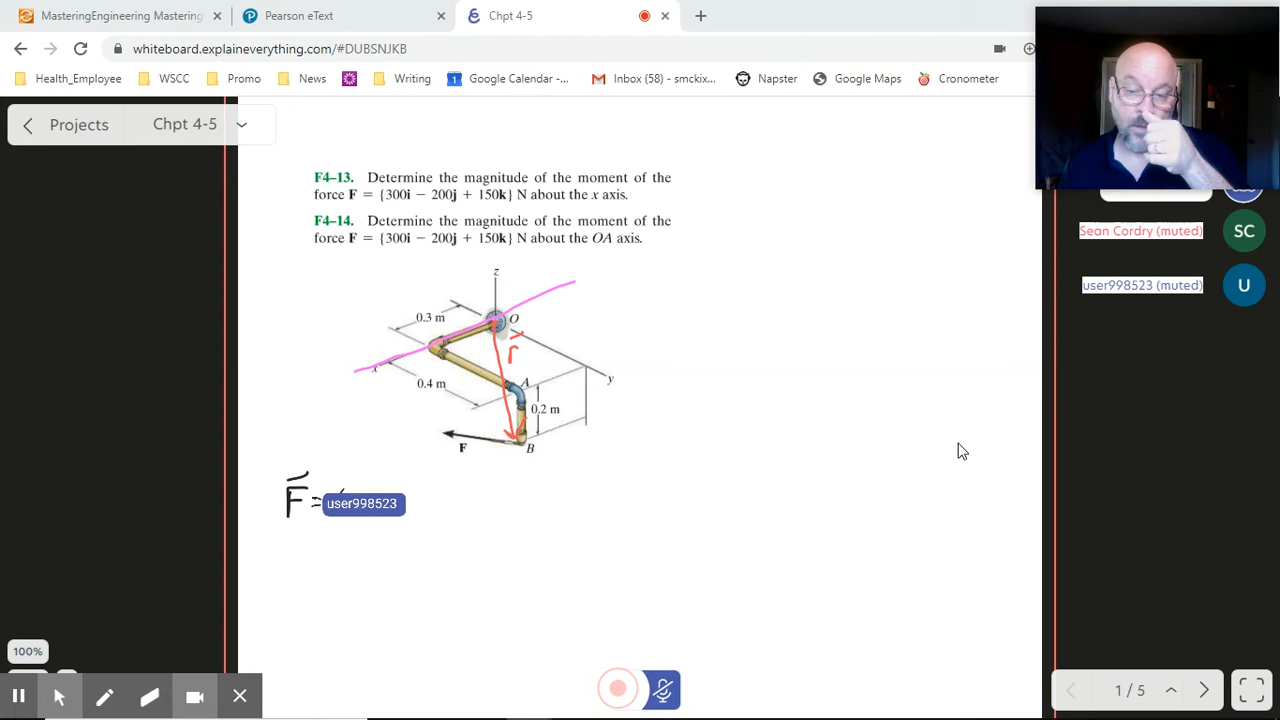 MasteringEngineering Mastering
Pearson eText
Chpt 4-5
whiteboard.explaineverything.com/#DUBSNJKB
Health_Employee
WSCC
Promo
News
Writing
1 Google Calendar -...
Inbox (58) - smckix...
Napster
Google Maps
Cronometer
Projects
Chpt 4-5
F4–13. Determine the magnitude of the moment of the
force F = {300i − 200j + 150k} N about the x axis.
F4–14. Determine the magnitude of the moment of the
force F = {300i − 200j + 150k} N about the OA axis.
z
0.3 m
O
r
x
y
0.4 m
A
0.2 m
F
B
F =
user998523
Sean Cordry (muted)
SC
user998523 (muted)
U
100%
1 / 5